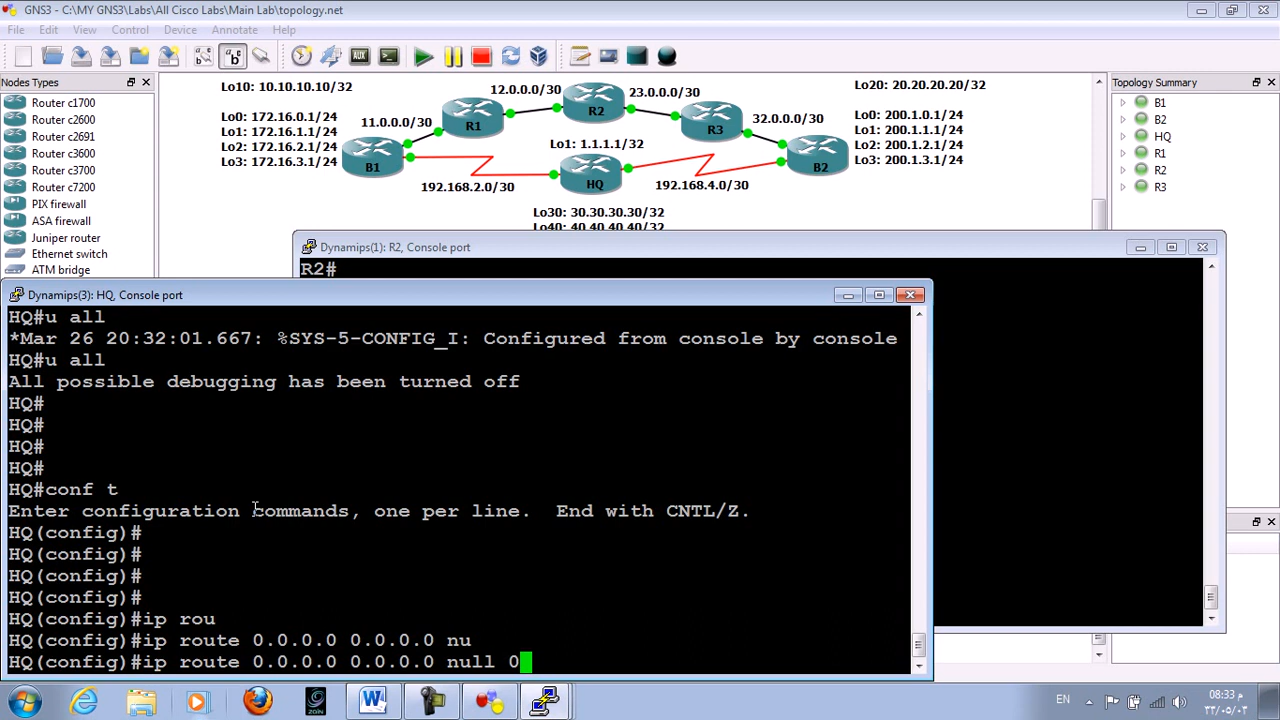 GNS3 - C:\MY GNS3\Labs\All Cisco Labs\Main Lab\topology.net
File Edit View Control Device Annotate Help
Nodes Types
Router c1700
Router c2600
Router c2691
Router c3600
Router c3700
Router c7200
PIX firewall
ASA firewall
Juniper router
Ethernet switch
ATM bridge
Lo10: 10.10.10.10/32
12.0.0.0/30
23.0.0.0/30
Lo20: 20.20.20.20/32
Lo0: 172.16.0.1/24
Lo1: 172.16.1.1/24
Lo2: 172.16.2.1/24
Lo3: 172.16.3.1/24
11.0.0.0/30
R1
R2
R3
32.0.0.0/30
Lo0: 200.1.0.1/24
Lo1: 200.1.1.1/24
Lo2: 200.1.2.1/24
Lo3: 200.1.3.1/24
B1
Lo1: 1.1.1.1/32
HQ
B2
192.168.2.0/30
192.168.4.0/30
Lo30: 30.30.30.30/32
Lo40: 40.40.40.40/32
Topology Summary
B1
B2
HQ
R1
R2
R3
Dynamips(1): R2, Console port
R2#
Dynamips(3): HQ, Console port
HQ#u all
*Mar 26 20:32:01.667: %SYS-5-CONFIG_I: Configured from console by console
HQ#u all
All possible debugging has been turned off
HQ#
HQ#
HQ#
HQ#
HQ#conf t
Enter configuration commands, one per line.  End with CNTL/Z.
HQ(config)#
HQ(config)#
HQ(config)#
HQ(config)#
HQ(config)#ip rou
HQ(config)#ip route 0.0.0.0 0.0.0.0 nu
HQ(config)#ip route 0.0.0.0 0.0.0.0 null 0
EN
08:33 م